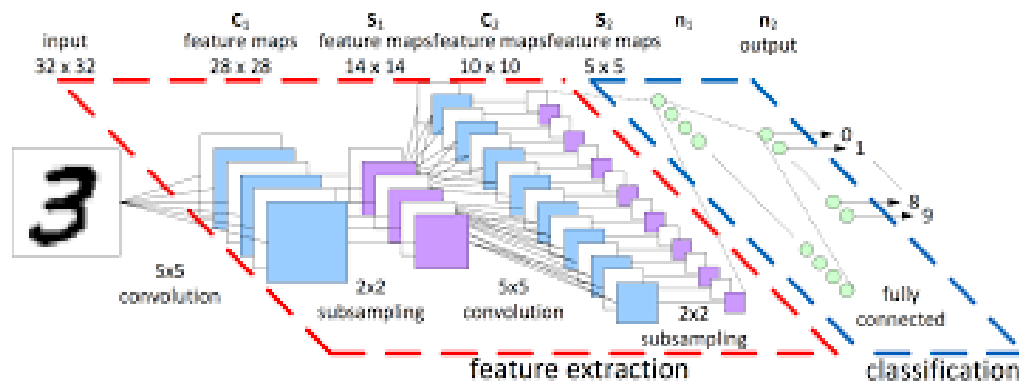 input
32 x 32
C₁
feature maps
28 x 28
S₁
feature maps
14 x 14
C₂
feature maps
10 x 10
S₂
feature maps
5 x 5
n₁
n₂
output
3
0
1
8
9
5x5
convolution
2x2
subsampling
5x5
convolution
2x2
subsampling
fully
connected
feature extraction
classification